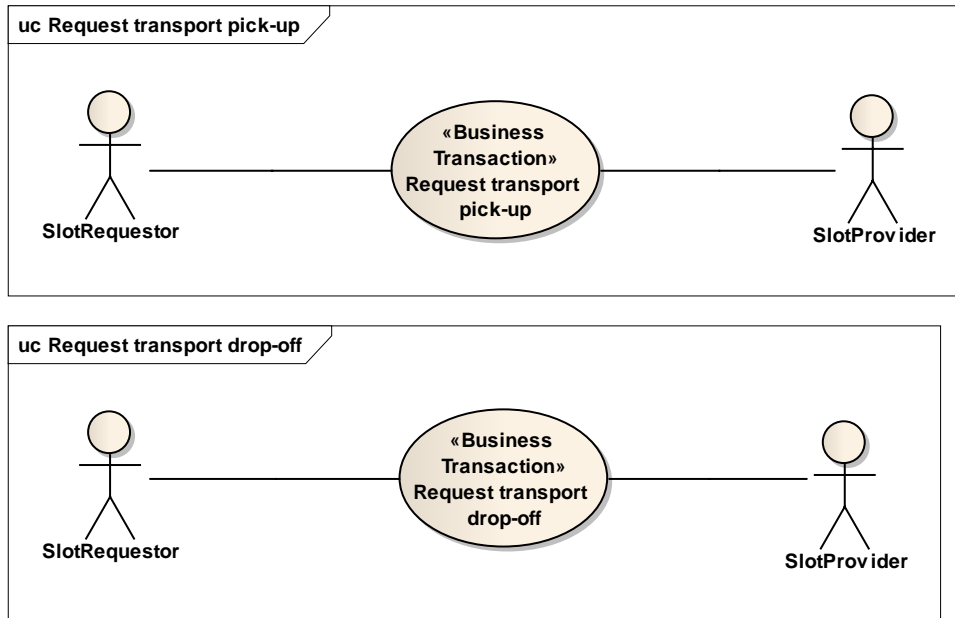 uc Request transport pick-up
«Business
Transaction»
Request transport
pick-up
SlotRequestor
SlotProvider
uc Request transport drop-off
«Business
Transaction»
Request transport
drop-off
SlotRequestor
SlotProvider